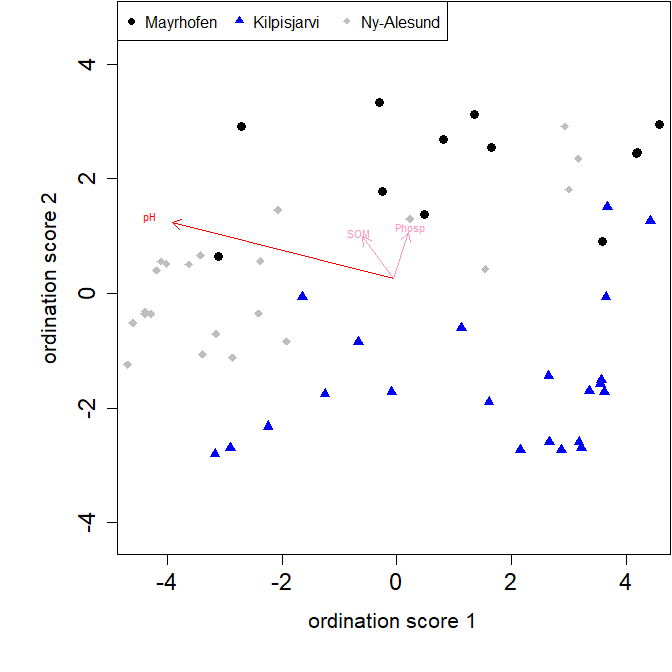 Mayrhofen Kilpisjarvi Ny-Alesund
4
2
0
-2
-4
ordination score 2
pH
SOM
Phosp
-4 -2 0 2 4
ordination score 1